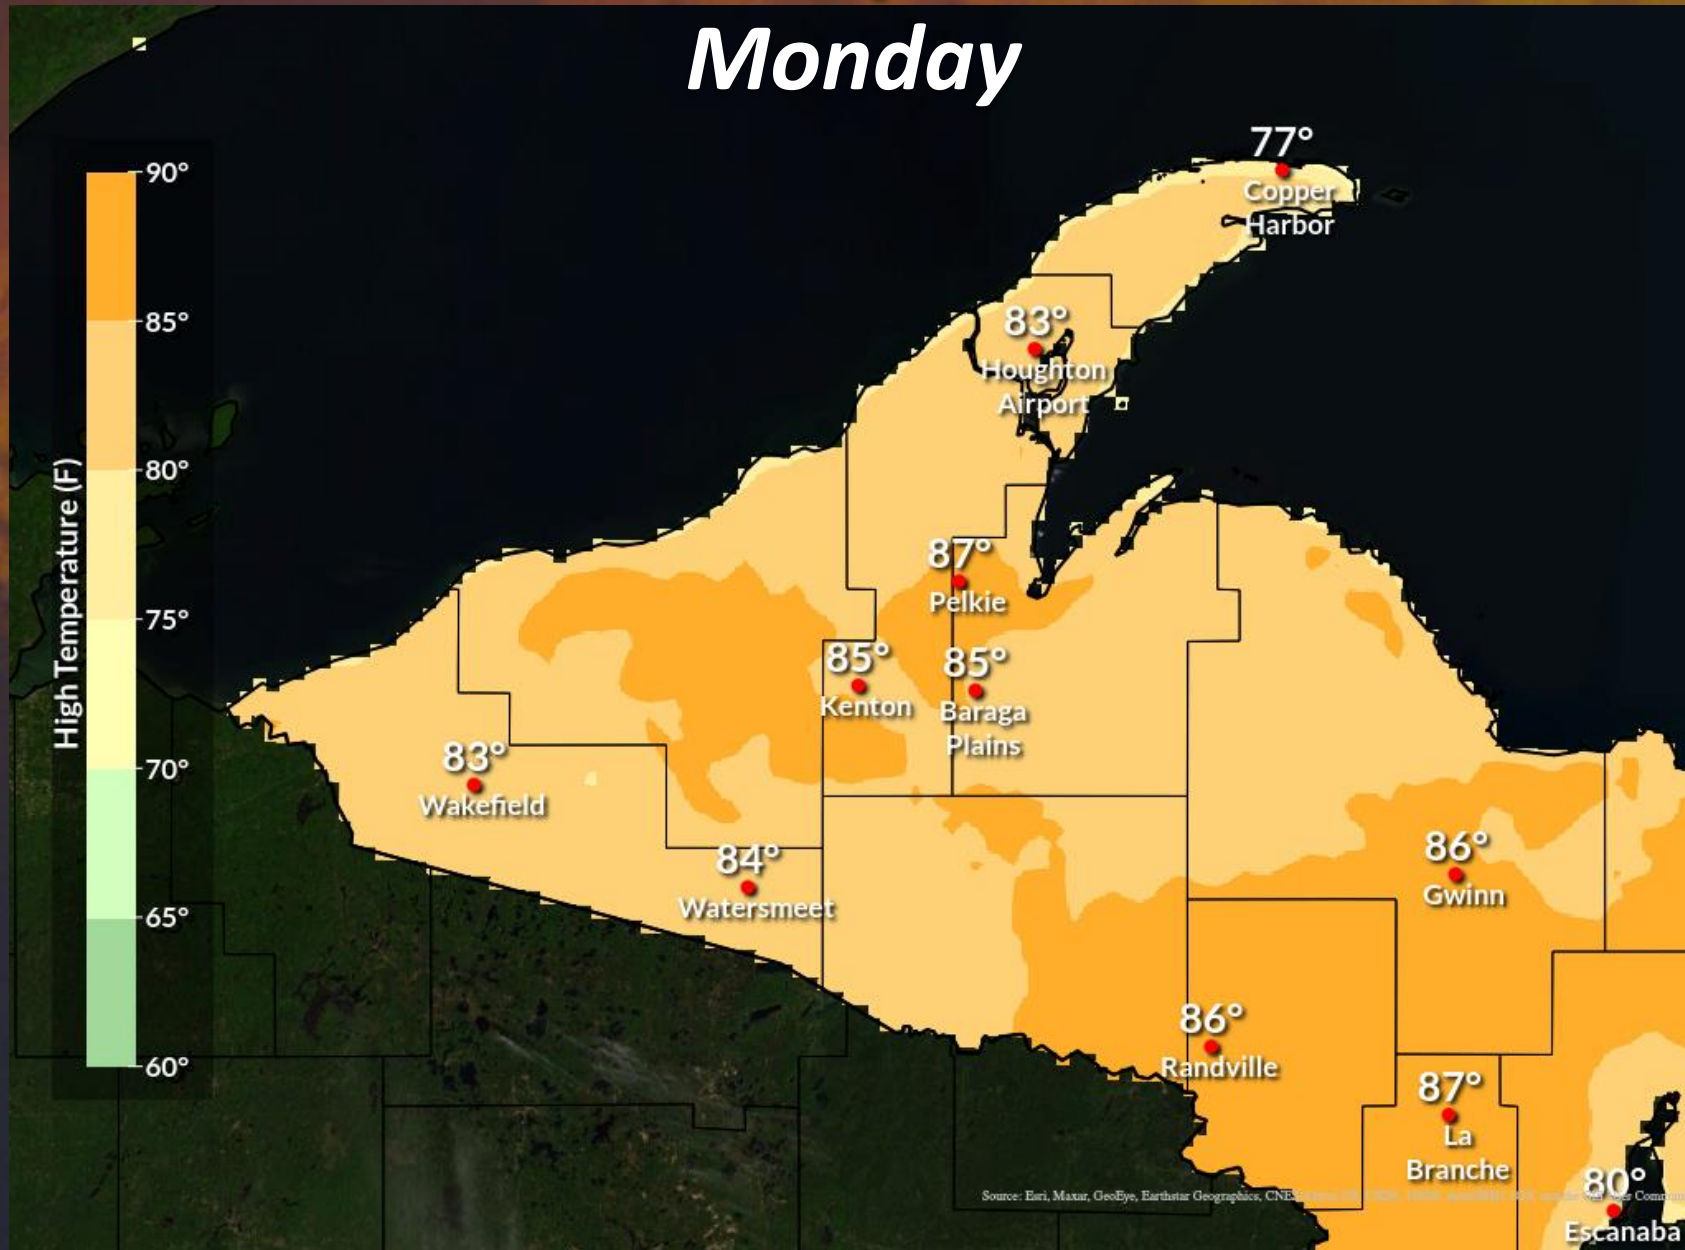 Monday
77°
Copper
Harbor
90°
85°
80°
75°
70°
65°
60°
High Temperature (F)
83°
Houghton
Airport
87°
Pelkie
85°
Kenton
85°
Baraga
Plains
83°
Wakefield
84°
Watersmeet
86°
Gwinn
86°
Randville
87°
La
Branche
80°
Escanaba
Source: Esri, Maxar, GeoEye, Earthstar Geographics,